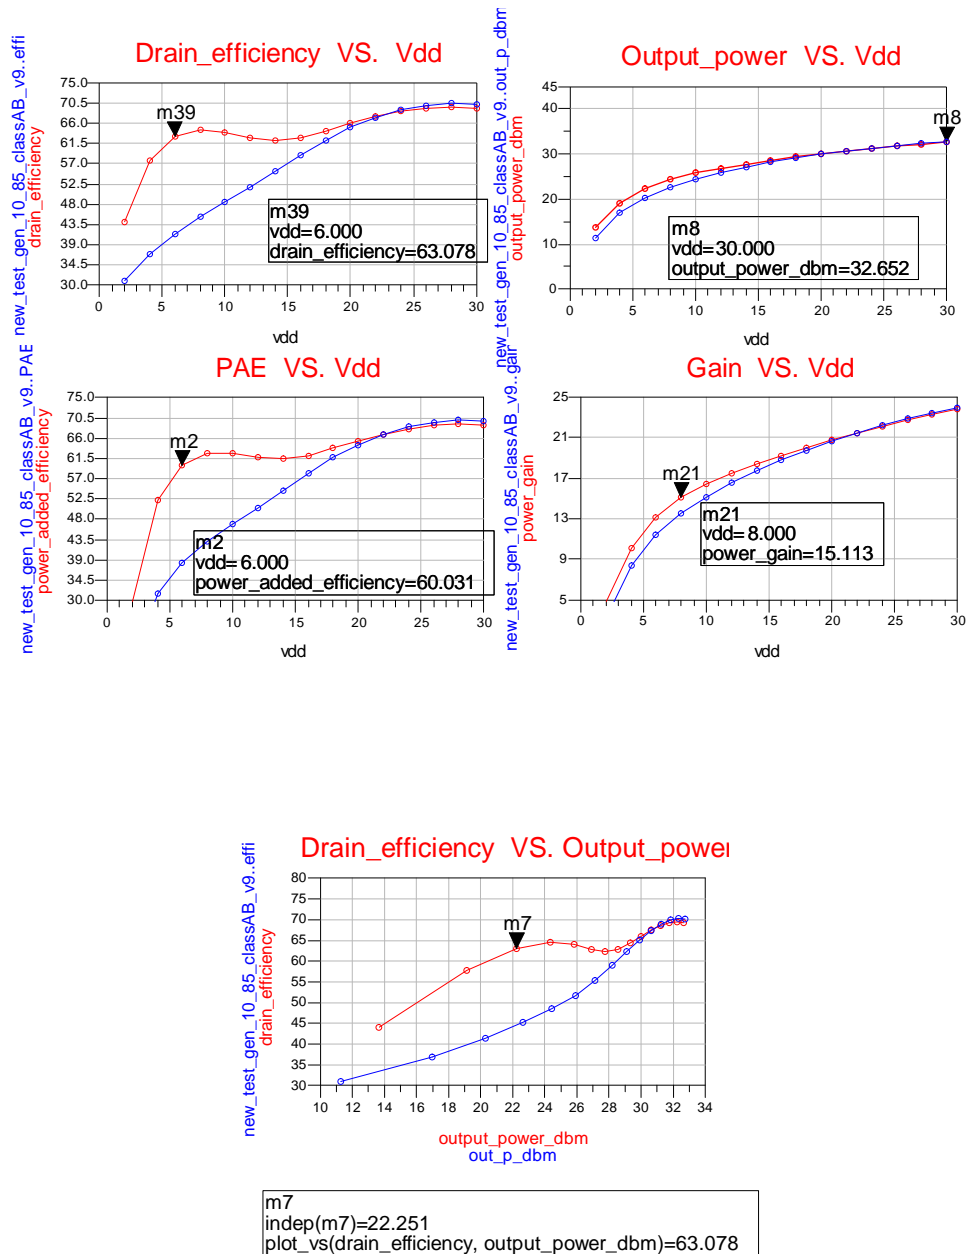 Drain_efficiency VS. Vdd
new_test_gen_10_85_classAB_v9..effi
drain_efficiency
75.0
70.5
66.0
61.5
57.0
52.5
48.0
43.5
39.0
34.5
30.0
m39
m39
vdd=6.000
drain_efficiency=63.078
0 5 10 15 20 25 30
vdd
Output_power VS. Vdd
new_test_gen_10_85_classAB_v9..out_p_dbm
output_power_dbm
45
40
30
20
10
0
m8
m8
vdd=30.000
output_power_dbm=32.652
0 5 10 15 20 25 30
vdd
PAE VS. Vdd
new_test_gen_10_85_classAB_v9..PAE
power_added_efficiency
75.0
70.5
66.0
61.5
57.0
52.5
48.0
43.5
39.0
34.5
30.0
m2
m2
vdd=6.000
power_added_efficiency=60.031
0 5 10 15 20 25 30
vdd
Gain VS. Vdd
new_test_gen_10_85_classAB_v9..gain
power_gain
25
21
17
13
9
5
m21
m21
vdd=8.000
power_gain=15.113
0 5 10 15 20 25 30
vdd
Drain_efficiency VS. Output_power
new_test_gen_10_85_classAB_v9..effi
drain_efficiency
80
75
70
65
60
55
50
45
40
35
30
m7
10 12 14 16 18 20 22 24 26 28 30 32 34
output_power_dbm
out_p_dbm
m7
indep(m7)=22.251
plot_vs(drain_efficiency, output_power_dbm)=63.078